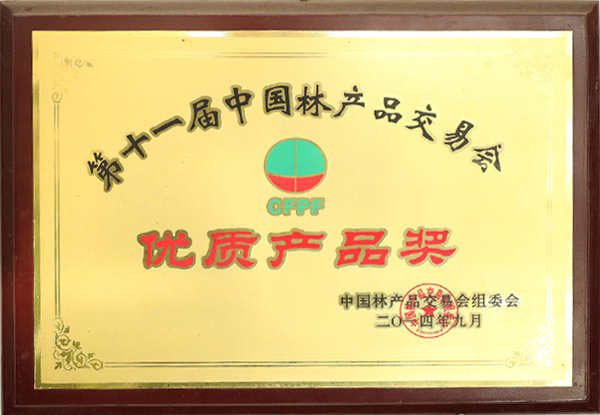 第十一届中国林产品交易会
CFPF
优质产品奖
中国林产品交易会组委会
二〇一四年九月